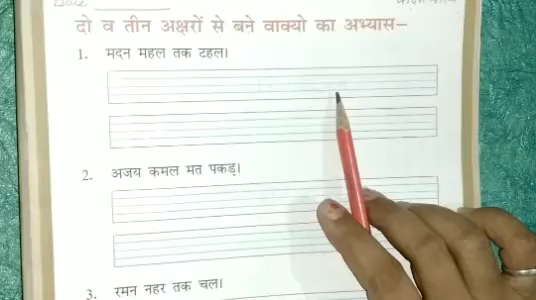 दो व तीन अक्षरों से बने वाक्यो का अभ्यास–
1. मदन महल तक टहल।
2. अजय कमल मत पकड़।
3. रमन नहर तक चल।